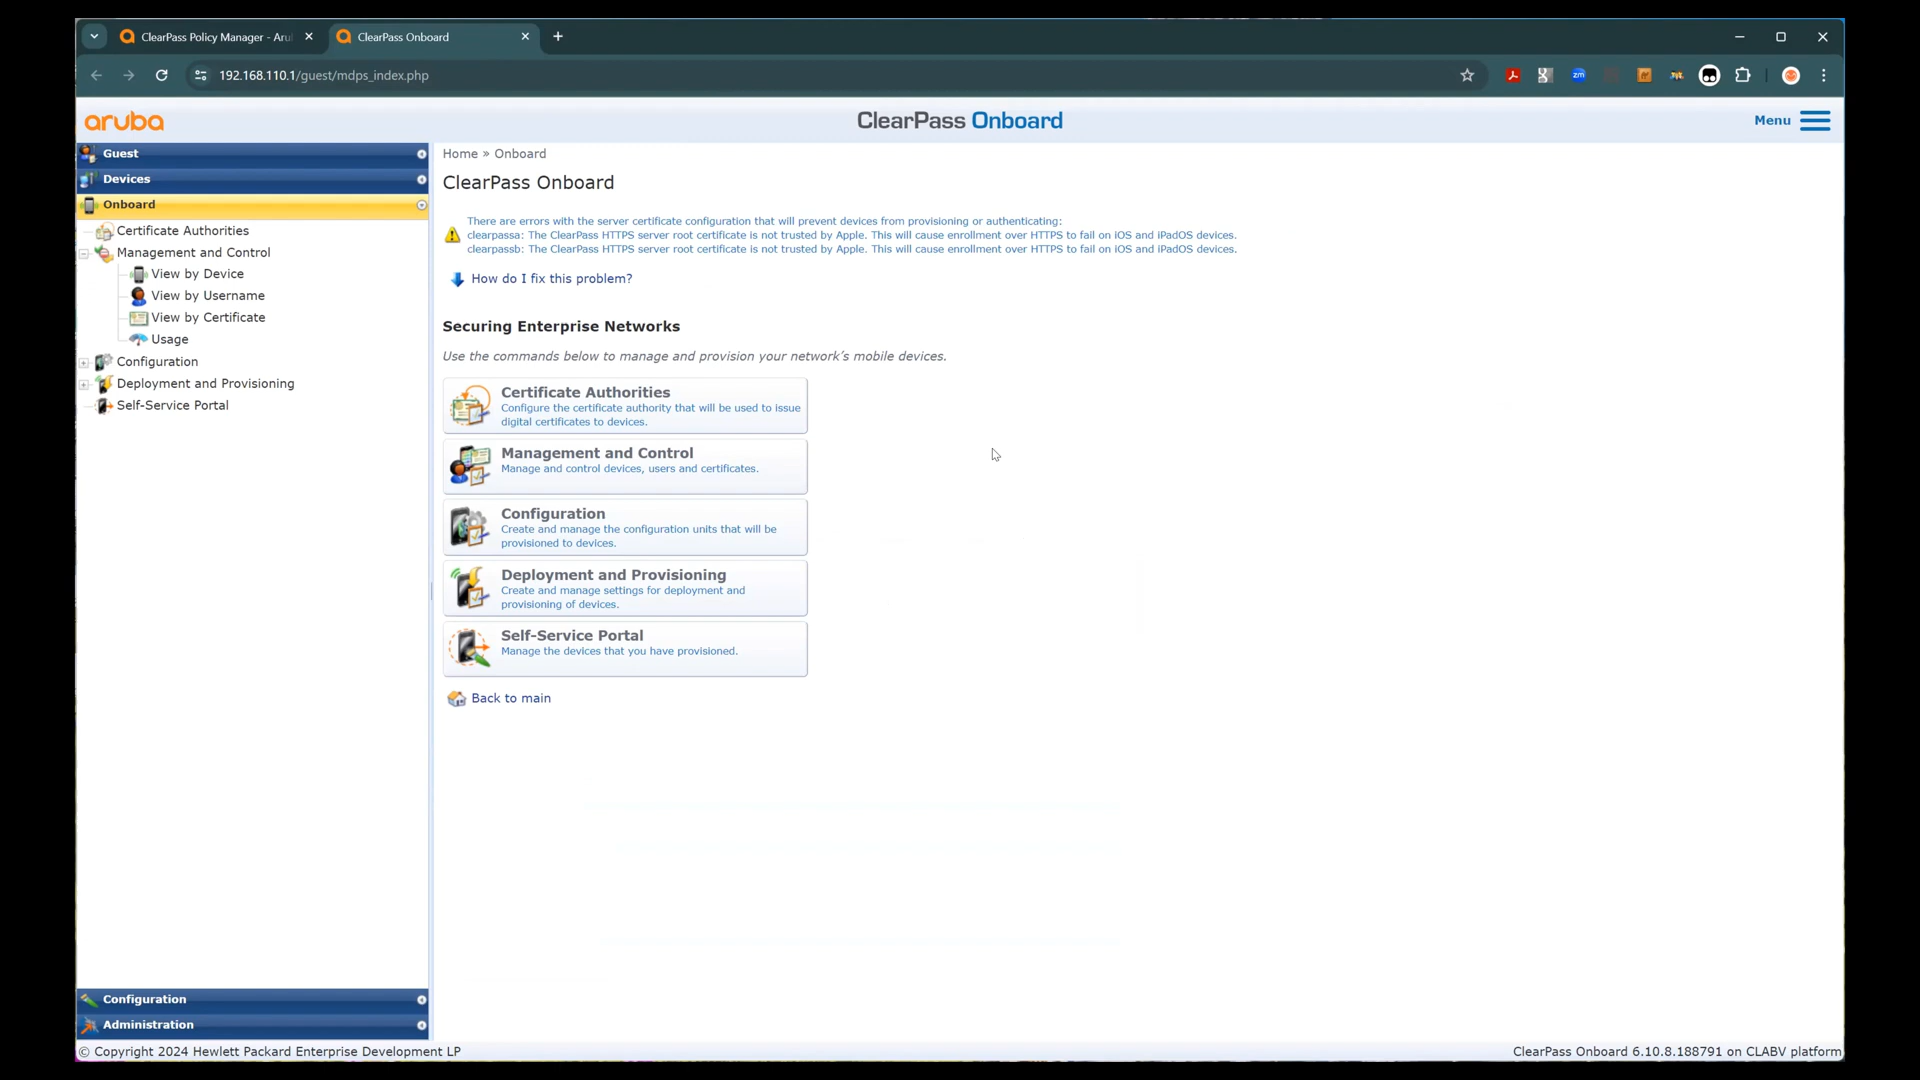 ClearPass Policy Manager - Aru
ClearPass Onboard
192.168.110.1/guest/mdps_index.php
zm
aruba
ClearPass Onboard
Menu
Guest
Devices
Onboard
Certificate Authorities
Management and Control
View by Device
View by Username
View by Certificate
Usage
Configuration
Deployment and Provisioning
Self-Service Portal
Configuration
Administration
Home » Onboard
ClearPass Onboard
There are errors with the server certificate configuration that will prevent devices from provisioning or authenticating:
clearpassa: The ClearPass HTTPS server root certificate is not trusted by Apple. This will cause enrollment over HTTPS to fail on iOS and iPadOS devices.
clearpassb: The ClearPass HTTPS server root certificate is not trusted by Apple. This will cause enrollment over HTTPS to fail on iOS and iPadOS devices.
How do I fix this problem?
Securing Enterprise Networks
Use the commands below to manage and provision your network's mobile devices.
Certificate Authorities
Configure the certificate authority that will be used to issue
digital certificates to devices.
Management and Control
Manage and control devices, users and certificates.
Configuration
Create and manage the configuration units that will be
provisioned to devices.
Deployment and Provisioning
Create and manage settings for deployment and
provisioning of devices.
Self-Service Portal
Manage the devices that you have provisioned.
Back to main
© Copyright 2024 Hewlett Packard Enterprise Development LP
ClearPass Onboard 6.10.8.188791 on CLABV platform